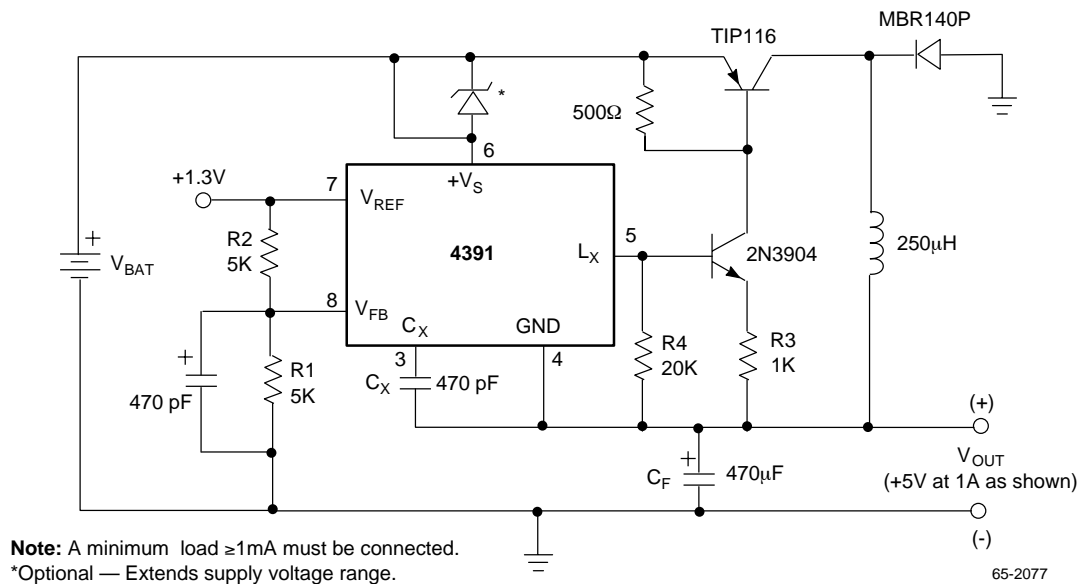 MBR140P
TIP116
*
500Ω
6
+V_S
+1.3V
7
V_REF
R2
5K
4391
5
L_X
2N3904
250µH
+
V_BAT
8
V_FB
C_X
GND
+
R1
5K
3
4
R4
20K
R3
1K
C_X
470 pF
470 pF
(+)
+
C_F
470µF
V_OUT
(+5V at 1A as shown)
(-)
Note: A minimum load ≥1mA must be connected.
*Optional — Extends supply voltage range.
65-2077